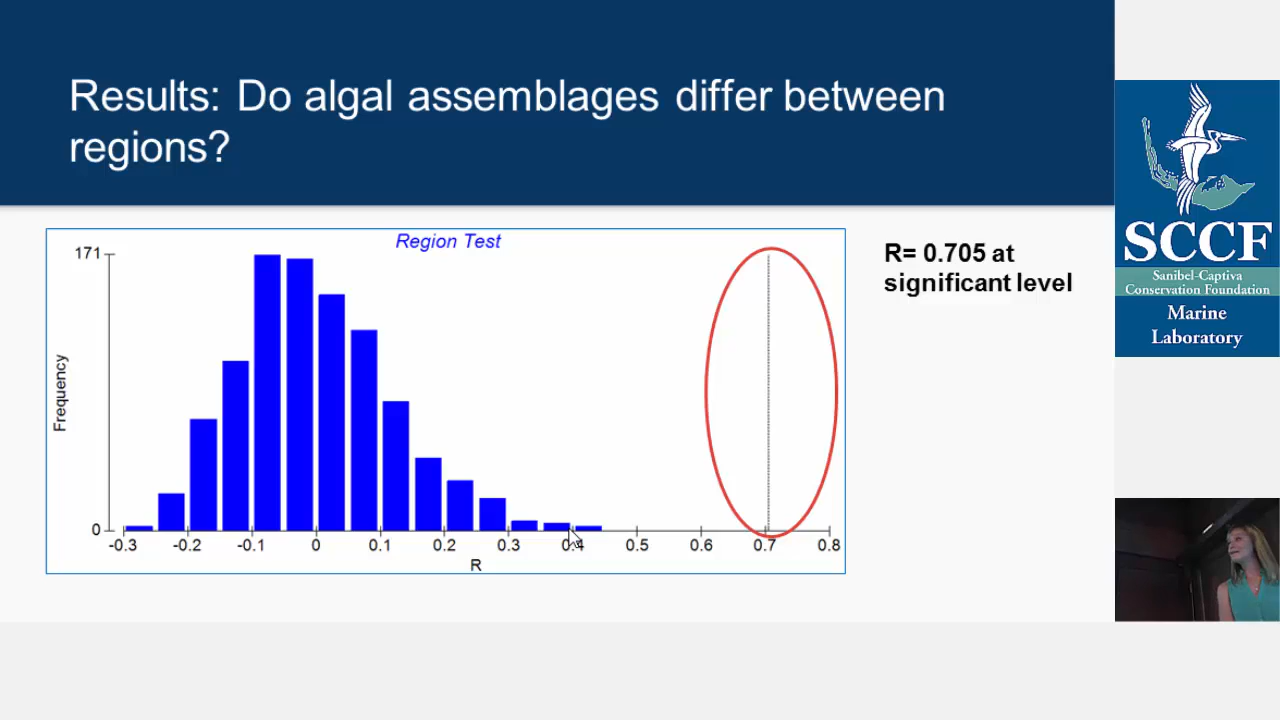 Results: Do algal assemblages differ between
regions?
Region Test
171
Frequency
0
-0.3 -0.2 -0.1 0 0.1 0.2 0.3 0.4 0.5 0.6 0.7 0.8
R
R= 0.705 at
significant level
SCCF
Sanibel-Captiva
Conservation Foundation
Marine
Laboratory